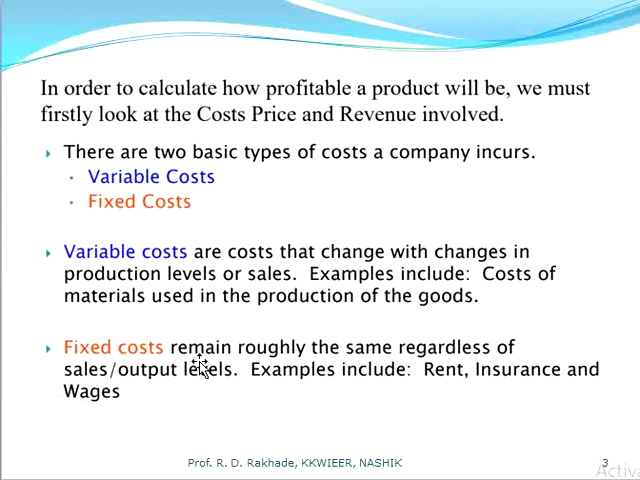 In order to calculate how profitable a product will be, we must
firstly look at the Costs Price and Revenue involved.
There are two basic types of costs a company incurs.
Variable Costs
Fixed Costs
Variable costs are costs that change with changes in
production levels or sales.  Examples include:  Costs of
materials used in the production of the goods.
Fixed costs remain roughly the same regardless of
sales/output levels.  Examples include:  Rent, Insurance and
Wages
Prof. R. D. Rakhade, KKWIEER, NASHIK
3